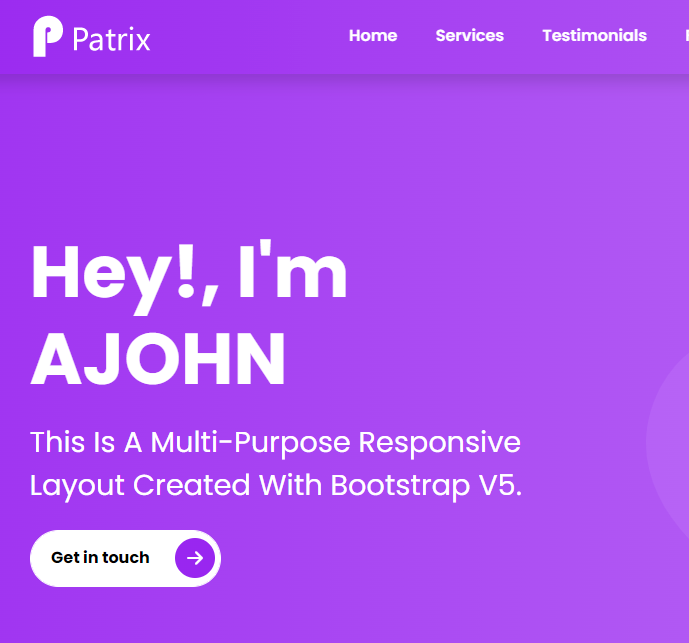 Patrix
Home Services Testimonials
Hey!, I'm
AJOHN
This Is A Multi-Purpose Responsive
Layout Created With Bootstrap V5.
Get in touch